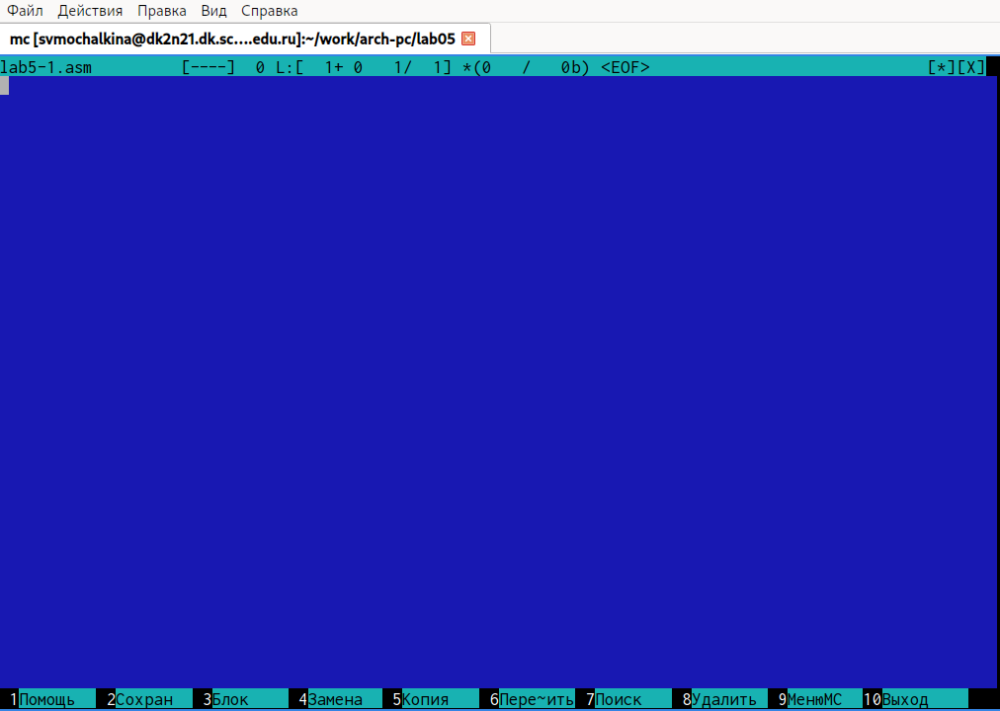 Файл Действия Правка Вид Справка
mc [svmochalkina@dk2n21.dk.sc....edu.ru]:~/work/arch-pc/lab05
lab5-1.asm [----] 0 L:[ 1+ 0 1/ 1] *(0 / 0b) <EOF> [*][X]
1Помощь 2Сохран 3Блок 4Замена 5Копия 6Пере~ить 7Поиск 8Удалить 9МенюMC 10Выход